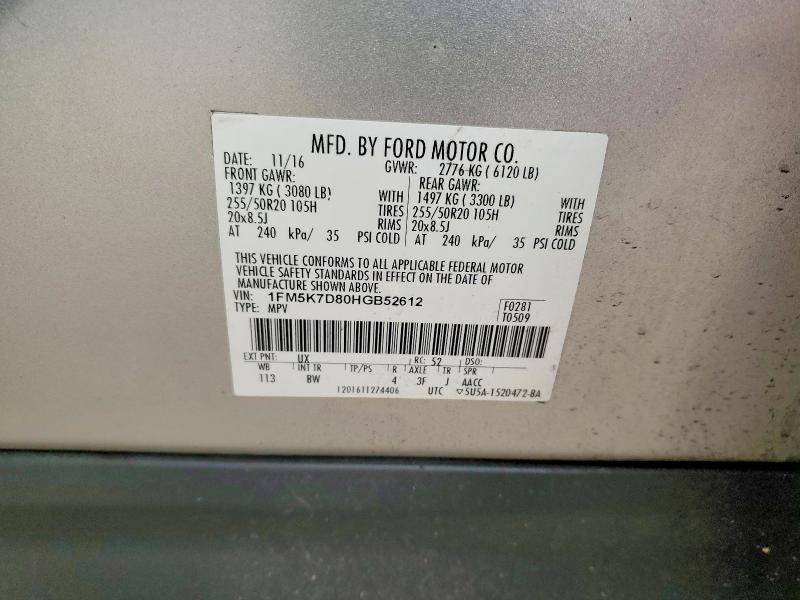 MFD. BY FORD MOTOR CO.
DATE: 11/16 GVWR: 2776 KG ( 6120 LB)
FRONT GAWR: REAR GAWR:
1397 KG ( 3080 LB) WITH 1497 KG ( 3300 LB) WITH
255/50R20 105H TIRES 255/50R20 105H TIRES
20x8.5J RIMS 20x8.5J RIMS
AT 240 kPa/ 35 PSI COLD AT 240 kPa/ 35 PSI COLD
THIS VEHICLE CONFORMS TO ALL APPLICABLE FEDERAL MOTOR
VEHICLE SAFETY STANDARDS IN EFFECT ON THE DATE OF
MANUFACTURE SHOWN ABOVE.
VIN: 1FM5K7D80HGB52612 F0281
TYPE: MPV T0509
EXT PNT: UX RC: 52 DSO:
WB INT TR TP/PS R AXLE TR SPR
113 BW 4 3F J AACC
1201611274406 UTC ▽5U5A-1520472-BA